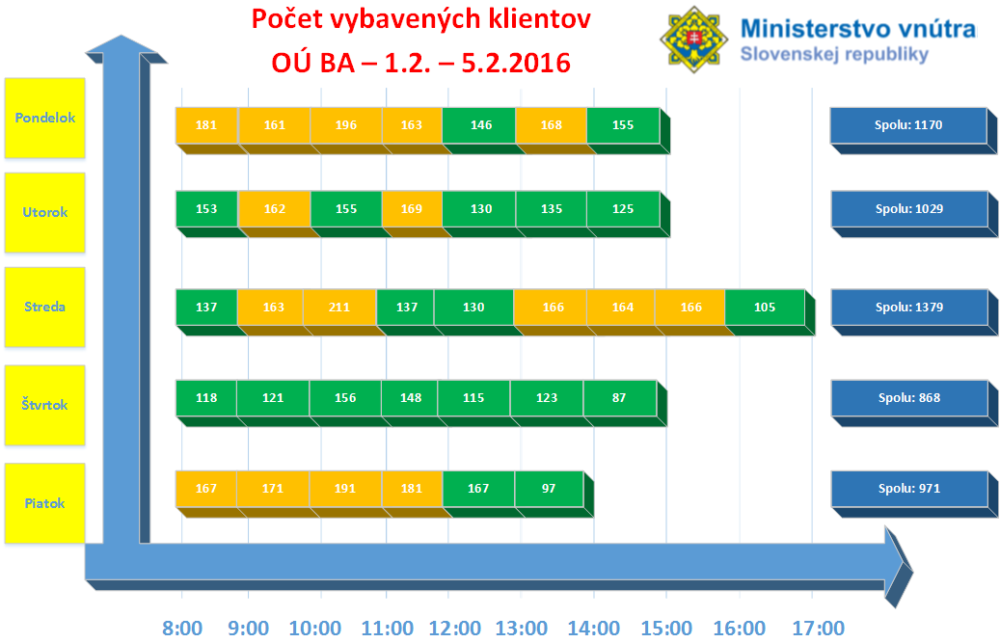 Počet vybavených klientov
OÚ BA – 1.2. – 5.2.2016
Ministerstvo vnútra
Slovenskej republiky
Pondelok
181 161 196 163 146 168 155
Spolu: 1170
Utorok
153 162 155 169 130 135 125
Spolu: 1029
Streda
137 163 211 137 130 166 164 166 105
Spolu: 1379
Štvrtok
118 121 156 148 115 123 87
Spolu: 868
Piatok
167 171 191 181 167 97
Spolu: 971
8:00 9:00 10:00 11:00 12:00 13:00 14:00 15:00 16:00 17:00